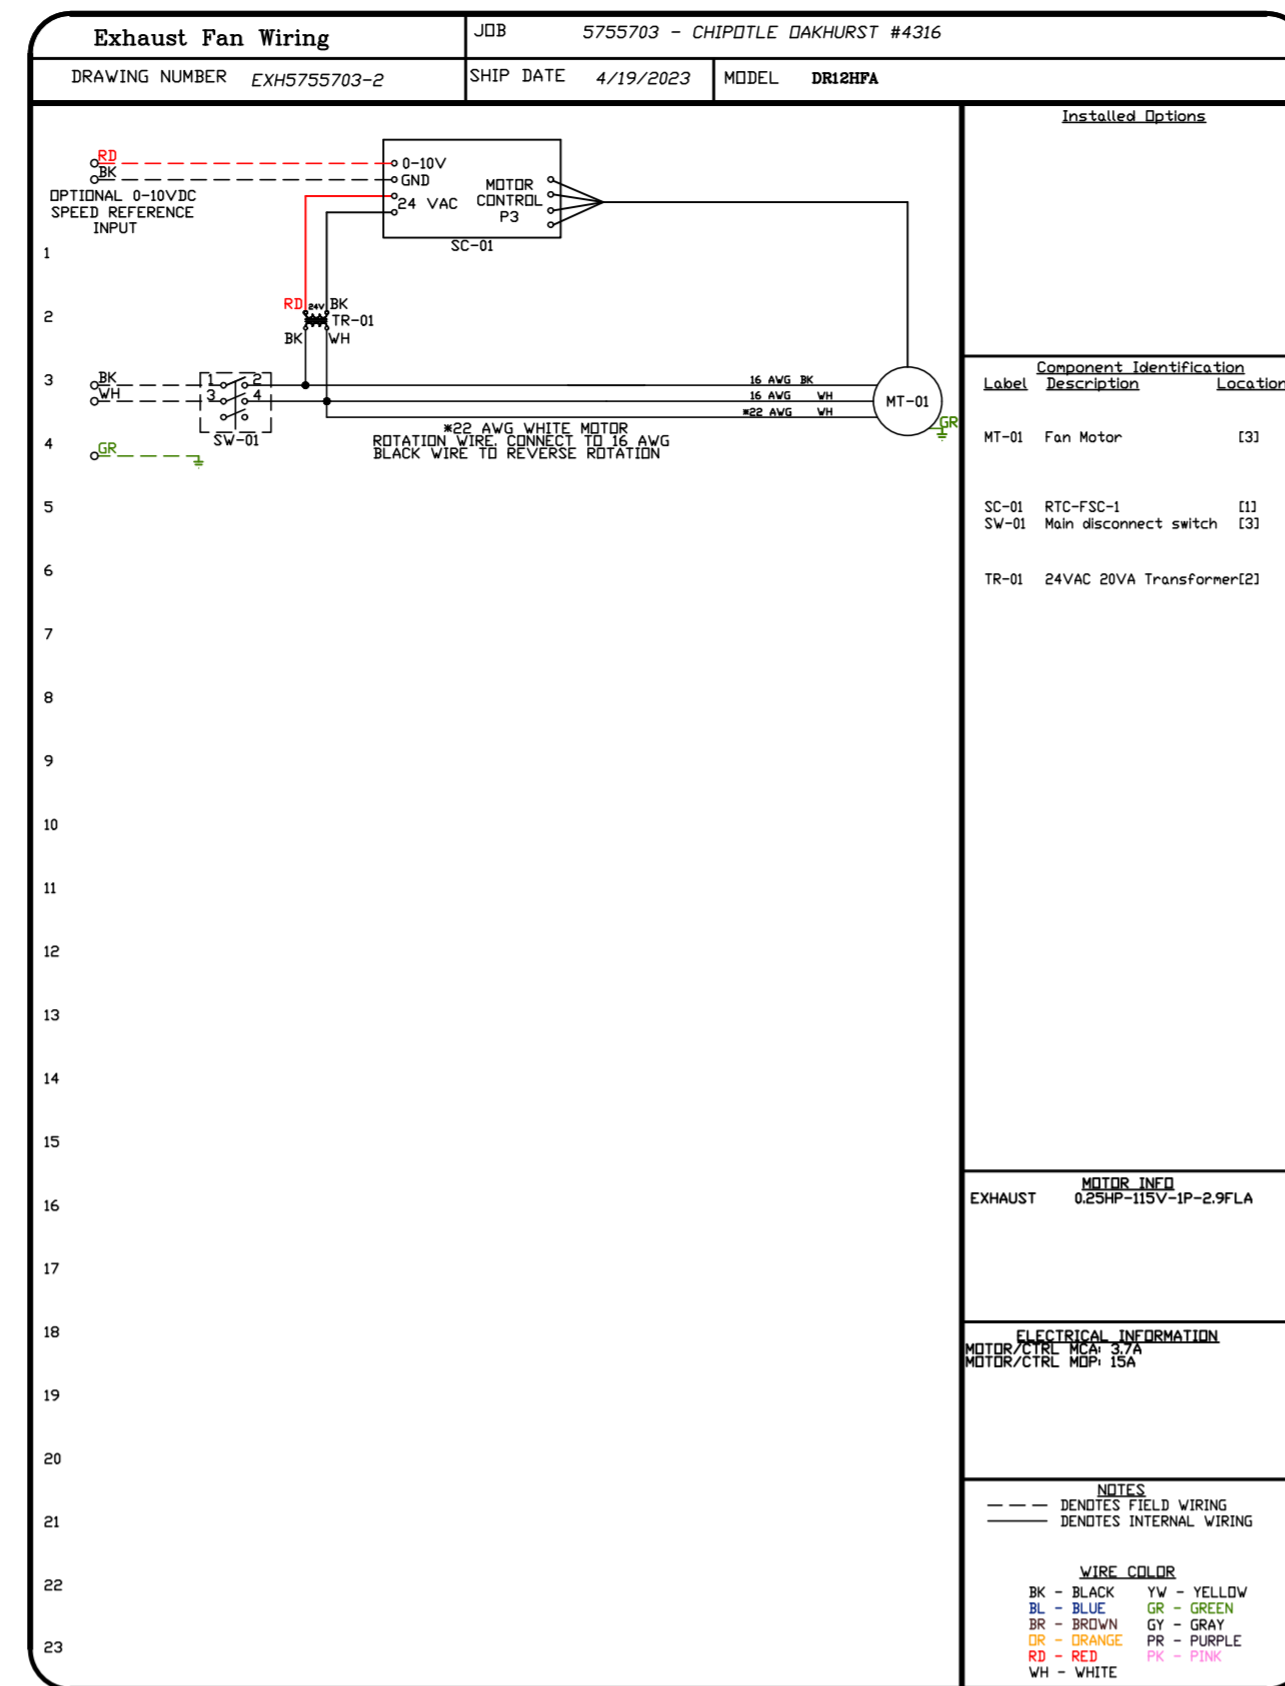 Exhaust Fan Wiring
JOB 5755703 - CHIPOTLE OAKHURST #4316
DRAWING NUMBER EXH5755703-2
SHIP DATE 4/19/2023
MODEL DR12HFA
RD
BK
OPTIONAL 0-10VDC
SPEED REFERENCE
INPUT
0-10V
GND
24 VAC
MOTOR
CONTROL
P3
SC-01
RD 24V BK
TR-01
BK WH
BK
WH
1 2
3 4
SW-01
GR
16 AWG BK
16 AWG WH
*22 AWG WH
MT-01
GR
*22 AWG WHITE MOTOR
ROTATION WIRE. CONNECT TO 16 AWG
BLACK WIRE TO REVERSE ROTATION
1
2
3
4
5
6
7
8
9
10
11
12
13
14
15
16
17
18
19
20
21
22
23
Installed Options
Component Identification
Label Description Location
MT-01 Fan Motor [3]
SC-01 RTC-FSC-1 [1]
SW-01 Main disconnect switch [3]
TR-01 24VAC 20VA Transformer[2]
MOTOR INFO
EXHAUST 0.25HP-115V-1P-2.9FLA
ELECTRICAL INFORMATION
MOTOR/CTRL MCA: 3.7A
MOTOR/CTRL MOP: 15A
NOTES
DENOTES FIELD WIRING
DENOTES INTERNAL WIRING
WIRE COLOR
BK - BLACK YW - YELLOW
BL - BLUE GR - GREEN
BR - BROWN GY - GRAY
OR - ORANGE PR - PURPLE
RD - RED PK - PINK
WH - WHITE